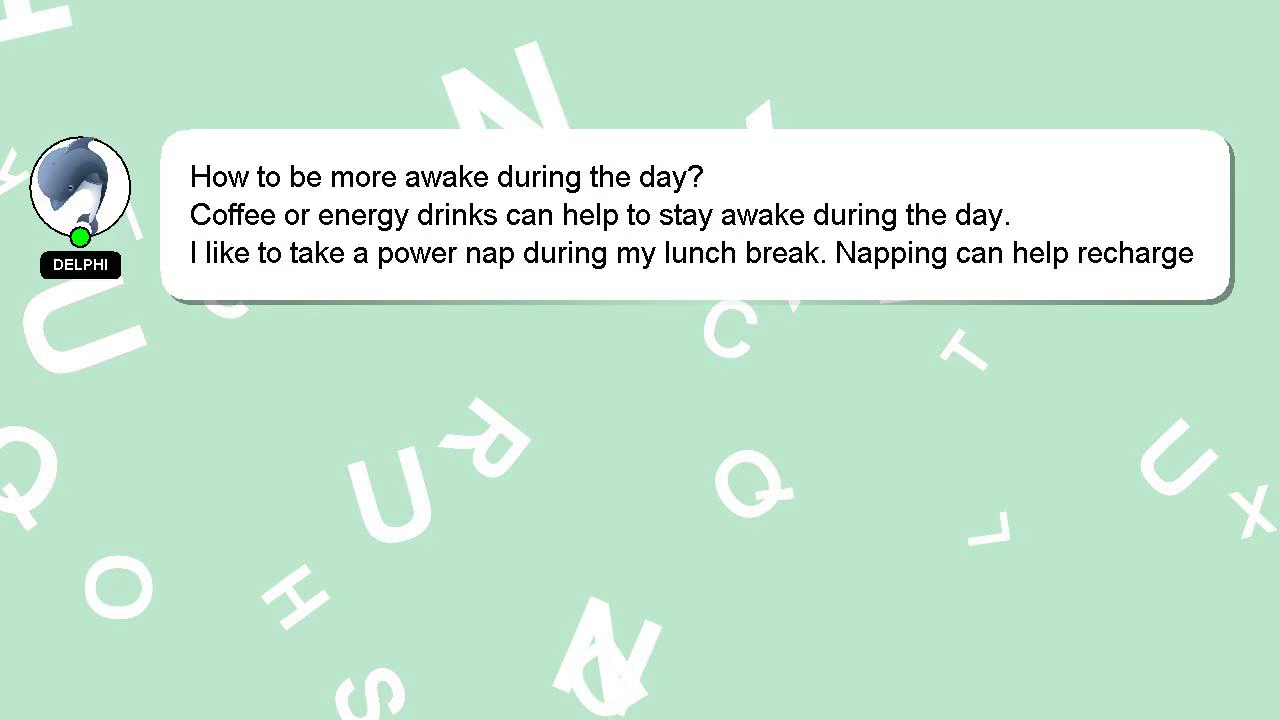 How to be more awake during the day?
Coffee or energy drinks can help to stay awake during the day.
I like to take a power nap during my lunch break. Napping can help recharge
DELPHI
N
U
C
T
R
U
Q
Q
U
X
L
O
H
N
S